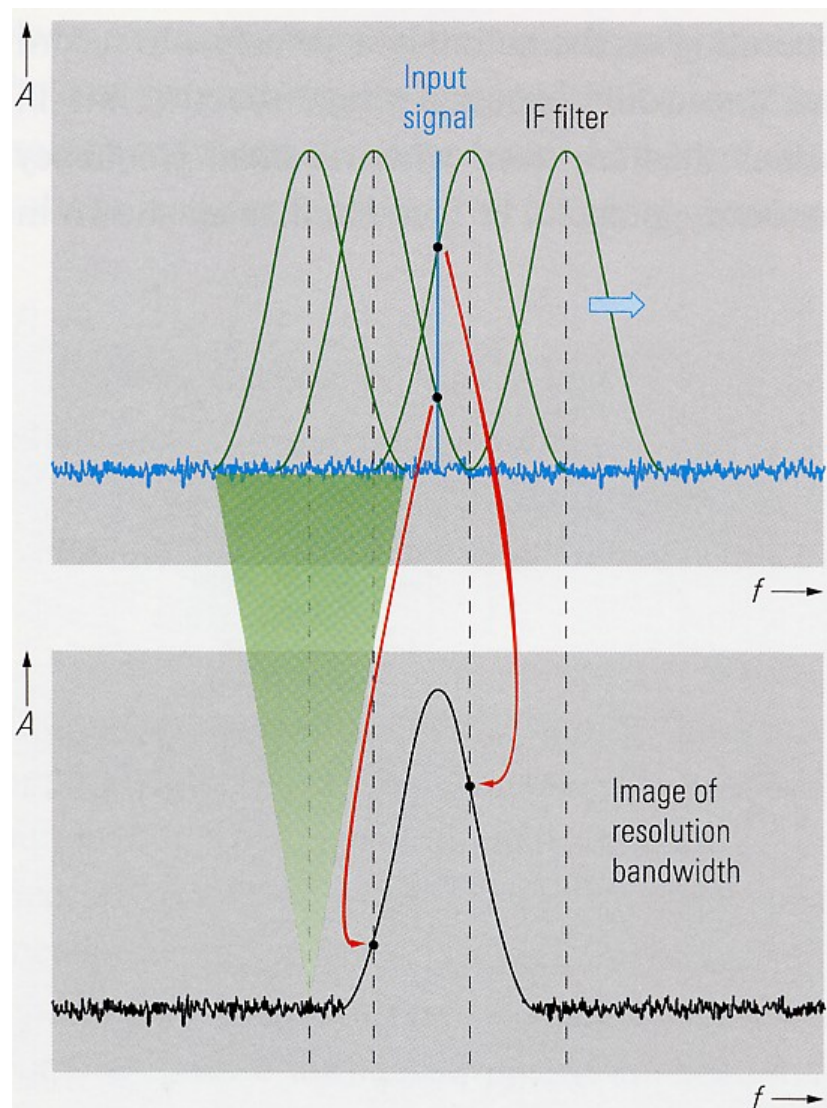 A
Input
signal
IF filter
f
A
Image of
resolution
bandwidth
f